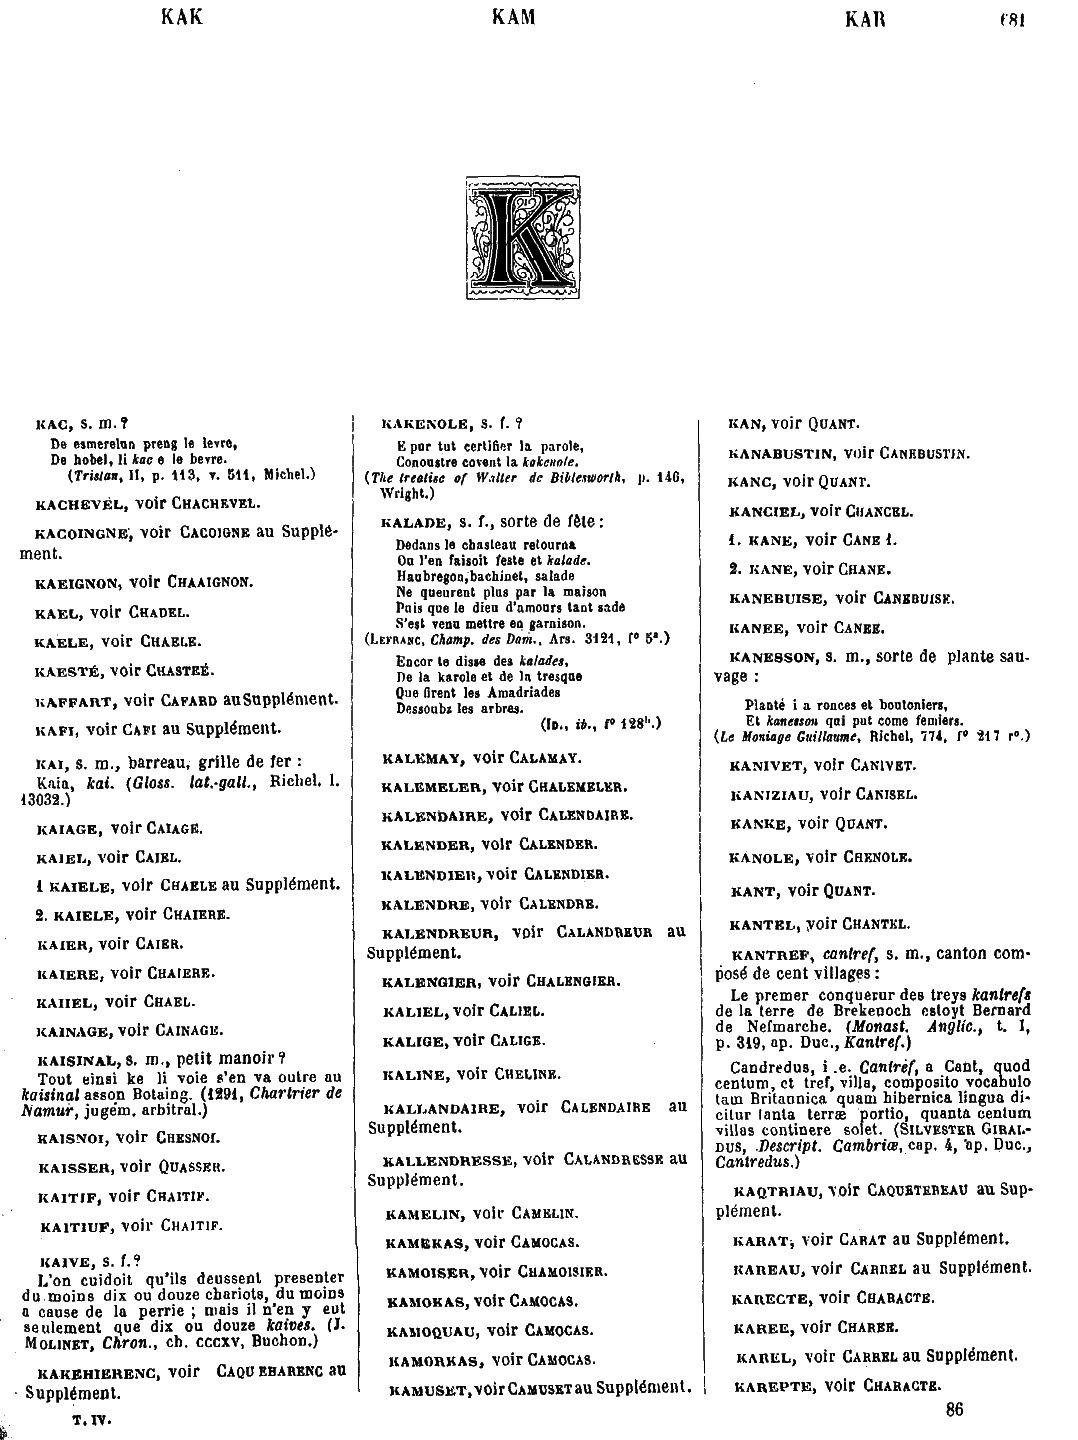 KAK KAM KAR 681
K
KAC, s. m. ?
De esmerelun preng le levre,
De hobel, li kac e le bevre.
(Tristan, II, p. 113, v. 511, Michel.)
KACHEVEL, voir CHACHEVEL.
KACOINGNE, voir CACOIGNE au Supplé-
ment.
KAEIGNON, voir CHAAIGNON.
KAEL, voir CHADEL.
KAELE, voir CHAELE.
KAESTÉ, voir CHASTEÉ.
KAFFART, voir CAFARD au Supplément.
KAFI, voir CAFI au Supplément.
KAI, s. m., barreau, grille de fer :
Kaia, kai. (Gloss. lat.-gall., Richel. l.
13032.)
KAIAGE, voir CAIAGE.
KAIEL, voir CAIEL.
1 KAIELE, voir CHAELE au Supplément.
2. KAIELE, voir CHAIERE.
KAIER, voir CAIER.
KAIERE, voir CHAIERE.
KAIIEL, voir CHAEL.
KAINAGE, voir CAINAGE.
KAISINAL, s. m., petit manoir ?
Tout einsi ke li voie s'en va outre au
kaisinal asson Botaing. (1291, Chartrier de
Namur, jugem. arbitral.)
KAISNOI, voir CHESNOI.
KAISSER, voir QUASSER.
KAITIF, voir CHAITIF.
KAITIUF, voir CHAITIF.
KAIVE, s. f. ?
L'on cuidoit qu'ils deussent presenter
du moins dix ou douze chariots, du moins
a cause de la perrie ; mais il n'en y eut
seulement que dix ou douze kaives. (J.
MOLINET, Chron., ch. CCCXV, Buchon.)
KAKEHIERENC, voir CAQUEHARENC au
Supplément.
T. IV.
KAKENOLE, s. f. ?
E por tut certifier la parole,
Conoustre covent la kakenole.
(The treatise of Walter de Biblesworth, p. 146,
Wright.)
KALADE, s. f., sorte de fête :
Dedans le chasteau retourna
Ou l'en faisoit feste et kalade.
Haubregon, bachinet, salade
Ne queurent plus par la maison
Puis que le dieu d'amours tant sade
S'est venu mettre en garnison.
(LEFRANC, Champ. des Dam., Ars. 3121, f° 5ª.)
Encor te disse des kalades,
De la karole et de la tresque
Que firent les Amadriades
Dessoubz les arbres.
(ID., ib., f° 128ᵇ.)
KALEMAY, voir CALAMAY.
KALEMELER, voir CHALEMELER.
KALENDAIRE, voir CALENDAIRE.
KALENDER, voir CALENDER.
KALENDIER, voir CALENDIER.
KALENDRE, voir CALENDRE.
KALENDREUR, voir CALANDREUR au
Supplément.
KALENGIER, voir CHALENGIER.
KALIEL, voir CALIEL.
KALIGE, voir CALIGE.
KALINE, voir CHELINE.
KALLANDAIRE, voir CALENDAIRE au
Supplément.
KALLENDRESSE, voir CALANDRESSE au
Supplément.
KAMELIN, voir CAMELIN.
KAMEKAS, voir CAMOCAS.
KAMOISER, voir CHAMOISIER.
KAMOKAS, voir CAMOCAS.
KAMOQUAU, voir CAMOCAS.
KAMORKAS, voir CAMOCAS.
KAMUSET, voir CAMUSET au Supplément.
KAN, voir QUANT.
KANABUSTIN, voir CANEBUSTIN.
KANC, voir QUANT.
KANCIEL, voir CHANCEL.
1. KANE, voir CANE 1.
2. KANE, voir CHANE.
KANEBUISE, voir CANEBUISE.
KANEE, voir CANEE.
KANESSON, s. m., sorte de plante sau-
vage :
Planté i a ronces et boutoniers,
Et kanesson qui put come femiers.
(Le Moniage Guillaume, Richel, 774, f° 217 r°.)
KANIVET, voir CANIVET.
KANIZIAU, voir CANISEL.
KANKE, voir QUANT.
KANOLE, voir CHENOLE.
KANT, voir QUANT.
KANTEL, voir CHANTEL.
KANTREF, cantref, s. m., canton com-
posé de cent villages :
Le premer conquerur des treys kantrefs
de la terre de Brekenoch estoyt Bernard
de Nefmarche. (Monast. Anglic., t. I,
p. 319, ap. Duc., Kantref.)
Candredus, i .e. Cantref, a Cant, quod
centum, et tref, villa, composito vocabulo
tam Britannica quam hibernica lingua di-
citur tanta terræ portio, quanta centum
villas continere solet. (SILVESTER GIRAL-
DUS, Descript. Cambriæ, cap. 4, ap. Duc.,
Cantredus.)
KAQTRIAU, voir CAQUETEREAU au Sup-
plément.
KARAT, voir CARAT au Supplément.
KAREAU, voir CARREL au Supplément.
KARECTE, voir CHARACTE.
KAREE, voir CHAREE.
KAREL, voir CARREL au Supplément.
KAREPTE, voir CHARACTE.
86